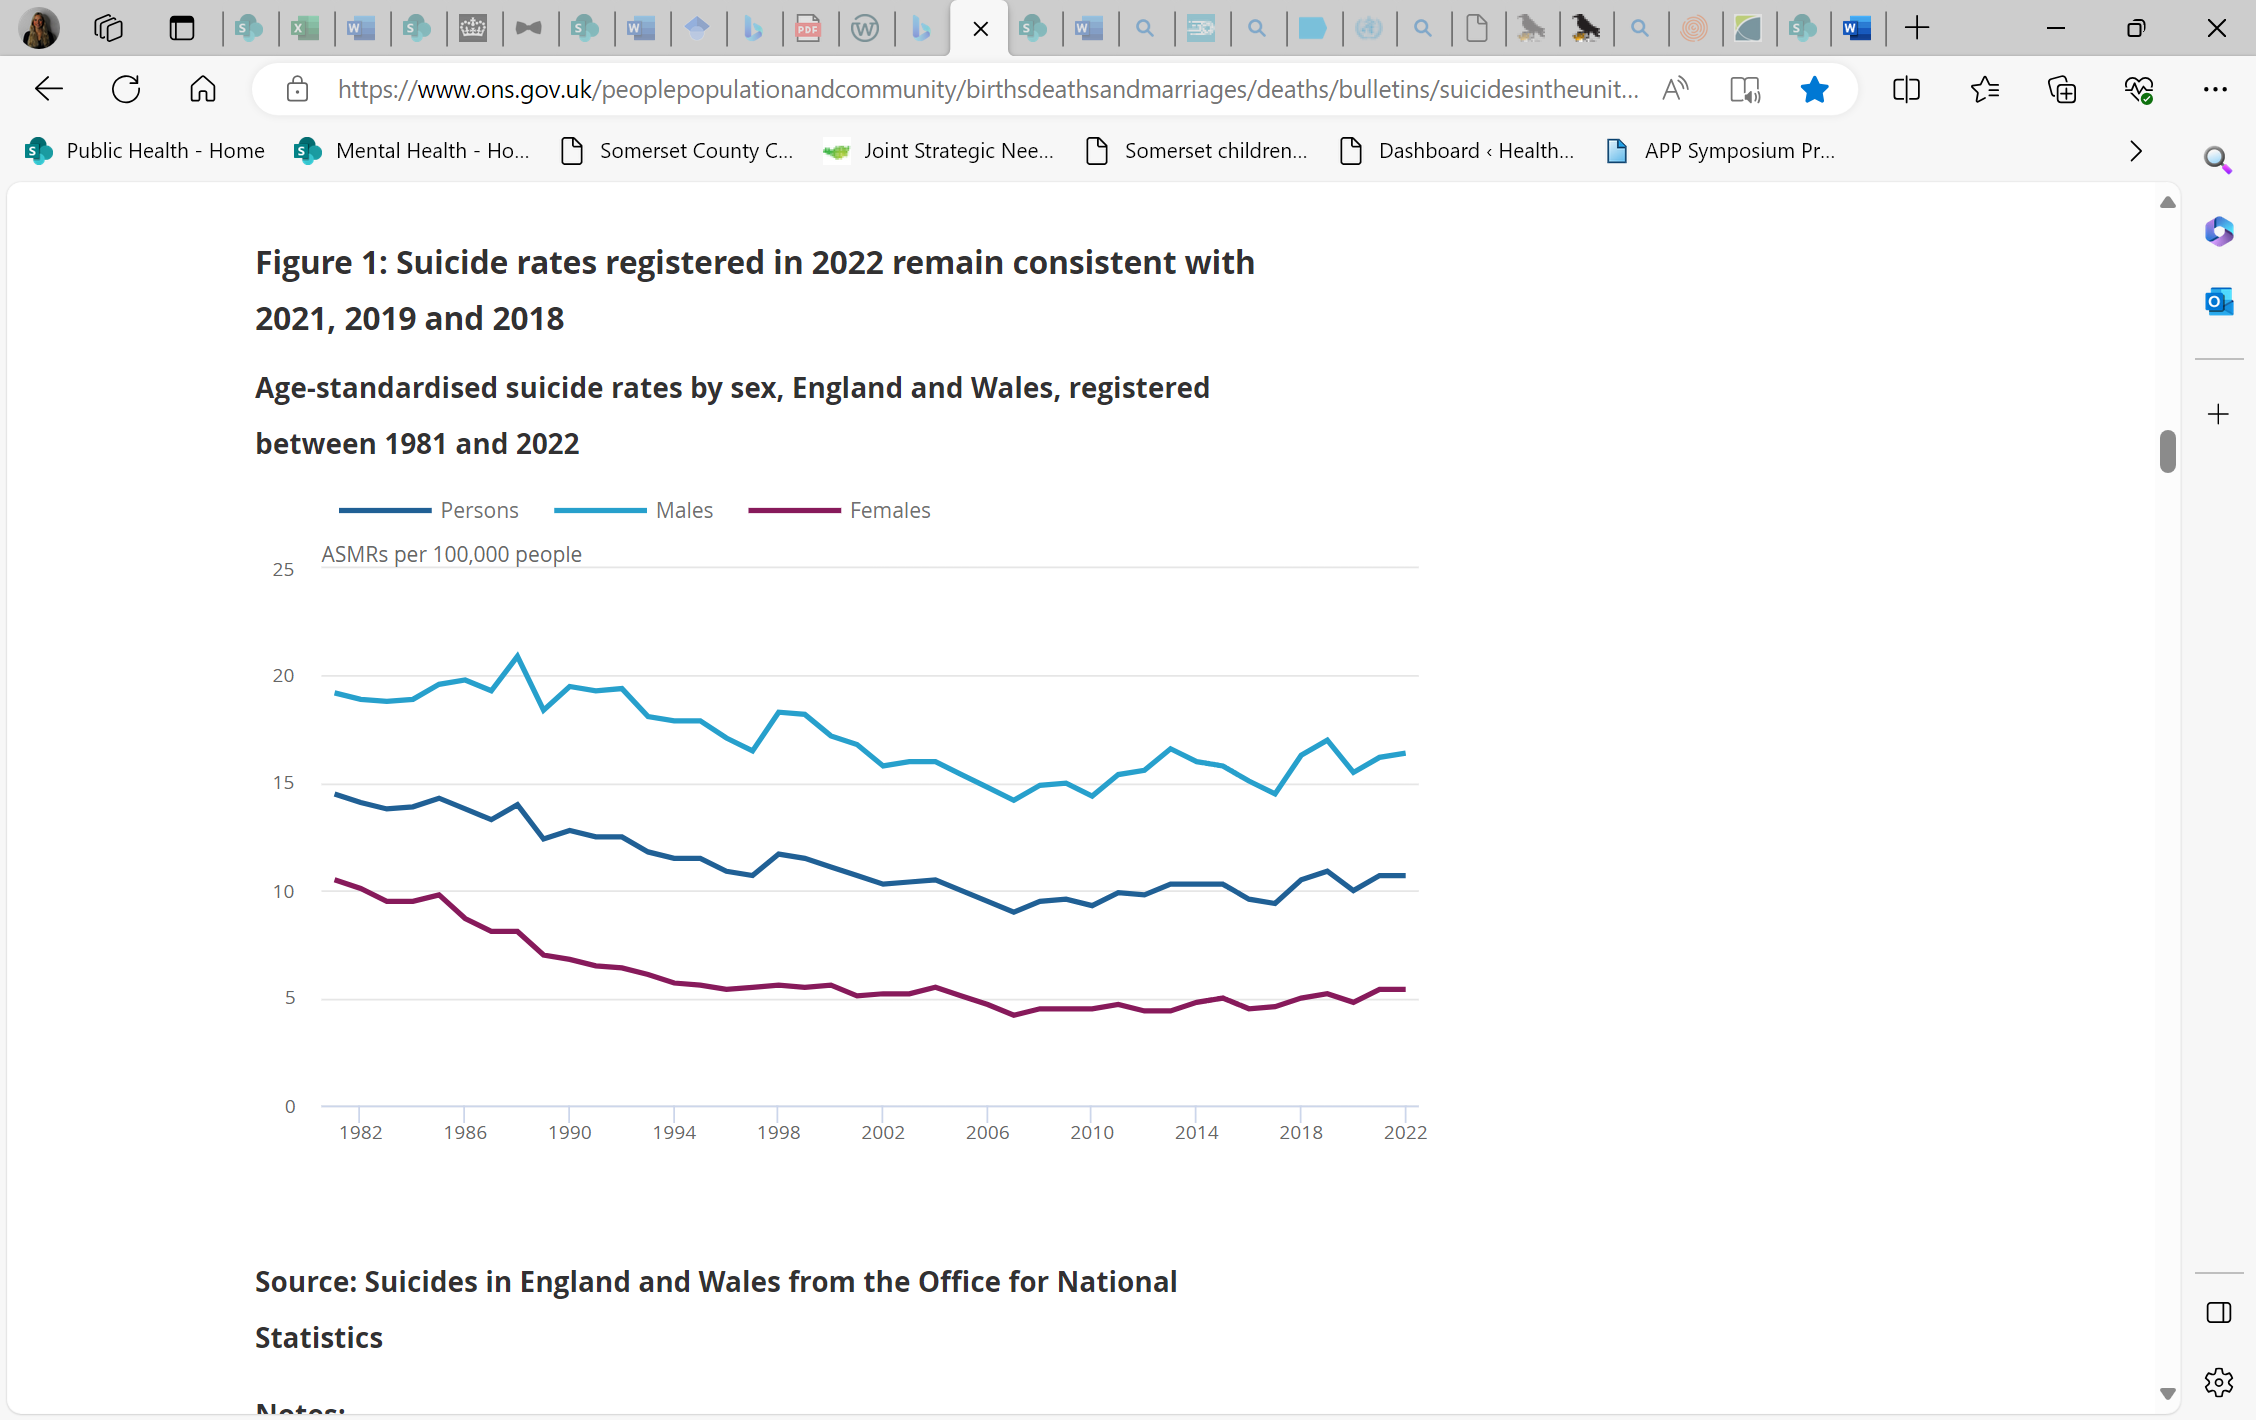 https://www.ons.gov.uk/peoplepopulationandcommunity/birthsdeathsandmarriages/deaths/bulletins/suicidesintheunit...
Public Health - Home
Mental Health - Ho...
Somerset County C...
Joint Strategic Nee...
Somerset children...
Dashboard ‹ Health...
APP Symposium Pr...
Figure 1: Suicide rates registered in 2022 remain consistent with
2021, 2019 and 2018
Age-standardised suicide rates by sex, England and Wales, registered
between 1981 and 2022
Persons Males Females
ASMRs per 100,000 people
25
20
15
10
5
0
1982 1986 1990 1994 1998 2002 2006 2010 2014 2018 2022
Source: Suicides in England and Wales from the Office for National
Statistics
Notes: